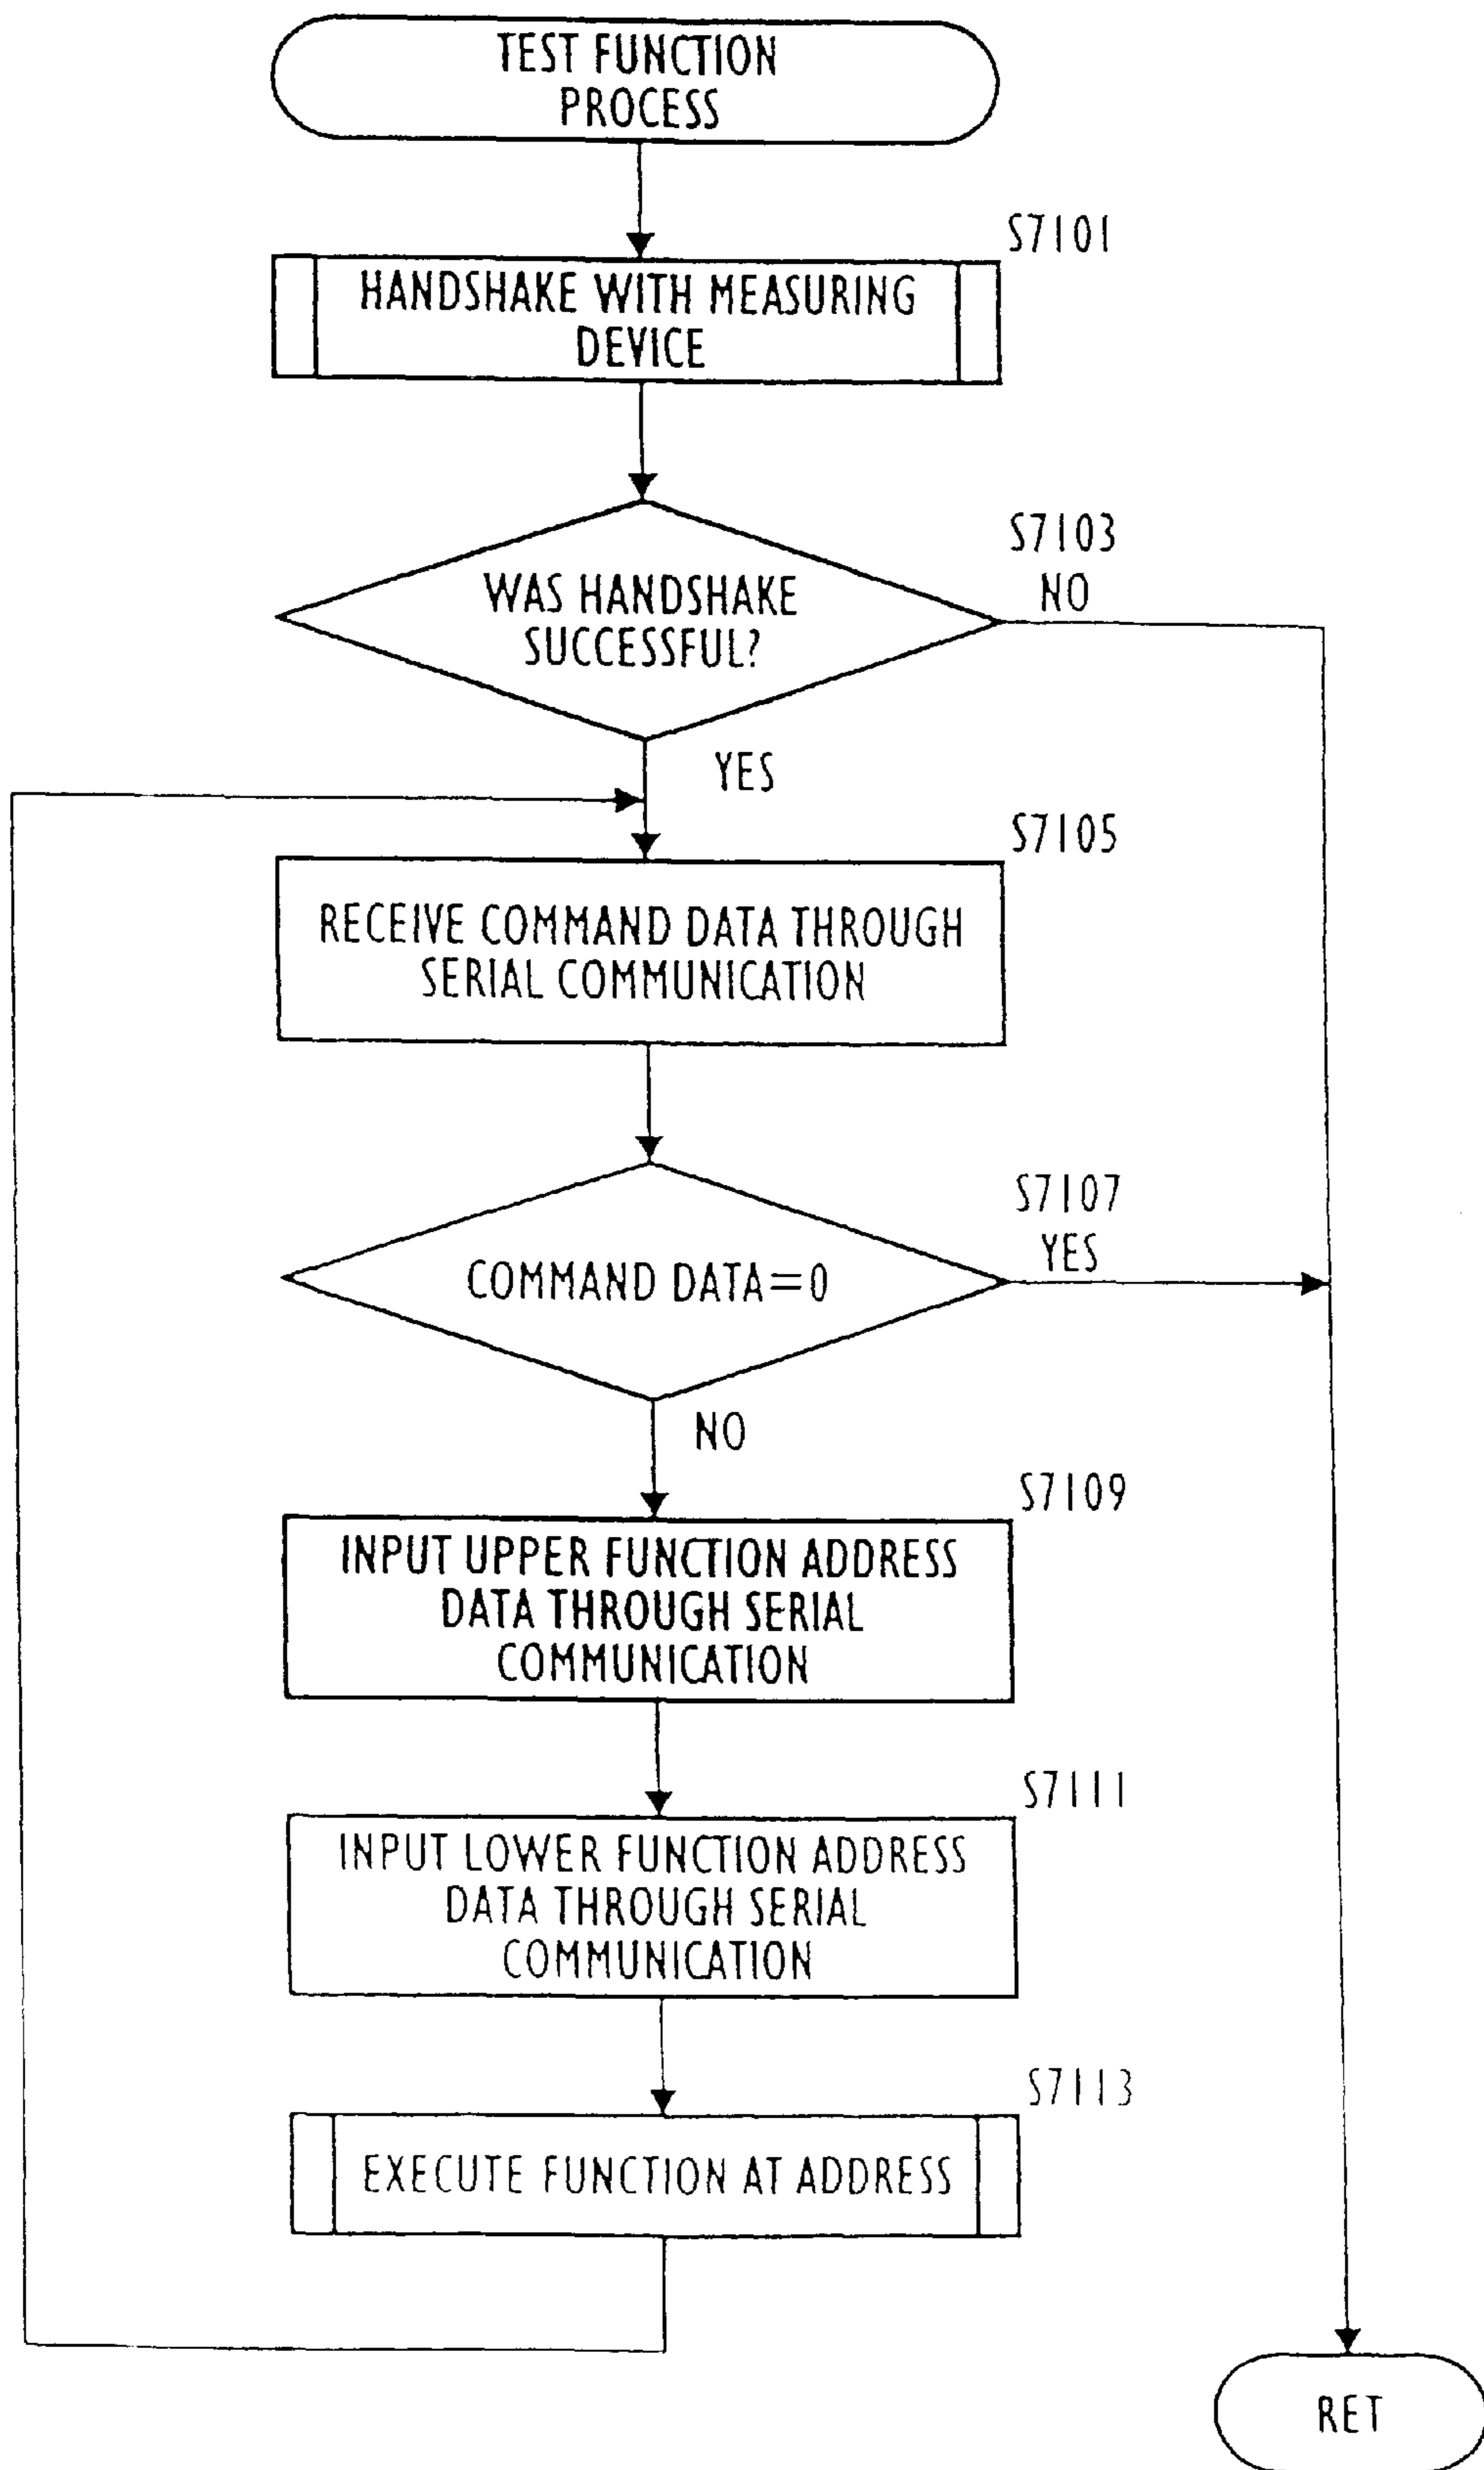 TEST FUNCTION
PROCESS
S7101
HANDSHAKE WITH MEASURING
DEVICE
S7103
NO
WAS HANDSHAKE
SUCCESSFUL?
YES
S7105
RECEIVE COMMAND DATA THROUGH
SERIAL COMMUNICATION
S7107
YES
COMMAND DATA=0
NO
S7109
INPUT UPPER FUNCTION ADDRESS
DATA THROUGH SERIAL
COMMUNICATION
S7111
INPUT LOWER FUNCTION ADDRESS
DATA THROUGH SERIAL
COMMUNICATION
S7113
EXECUTE FUNCTION AT ADDRESS
RET